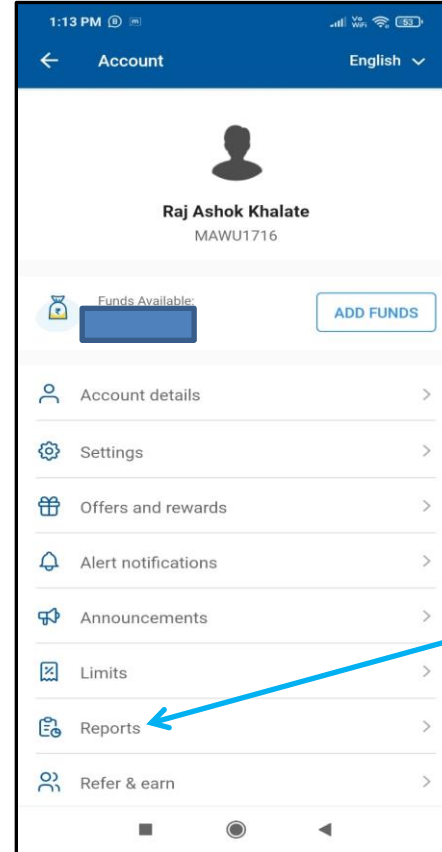 1:13 PM
Account
English
Raj Ashok Khalate
MAWU1716
Funds Available:
ADD FUNDS
Account details
Settings
Offers and rewards
Alert notifications
Announcements
Limits
Reports
Refer & earn